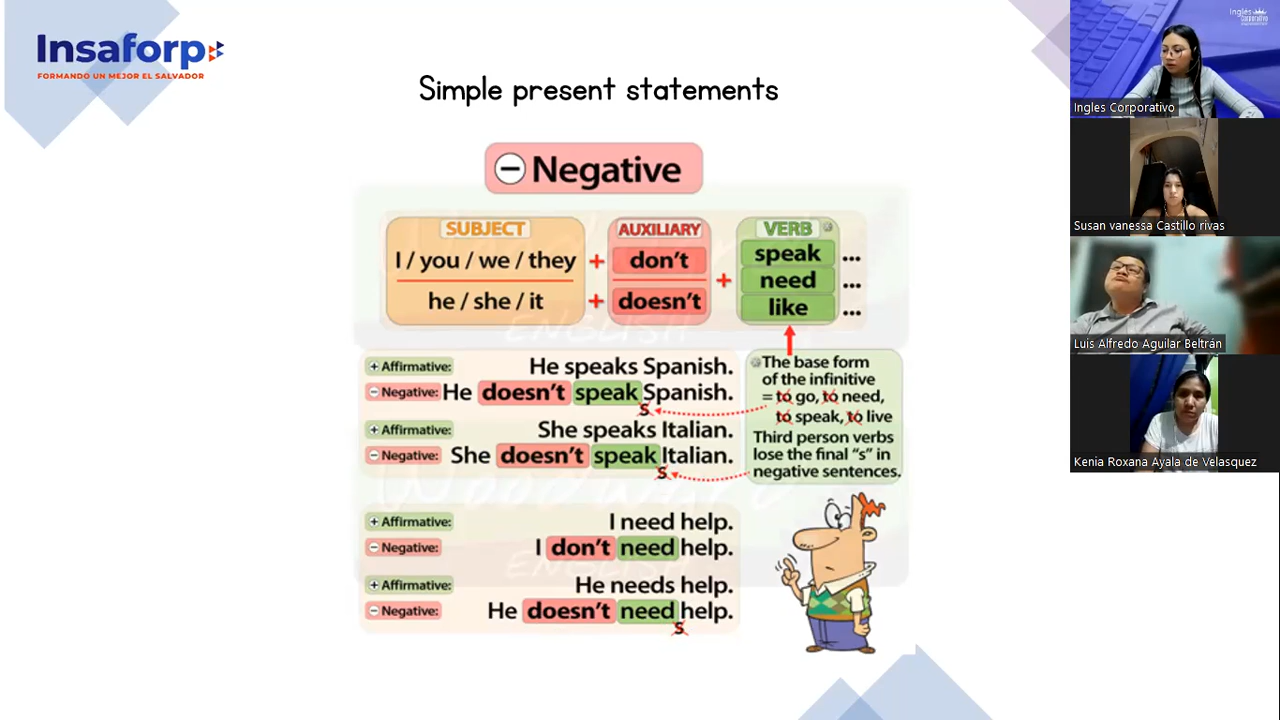 Insaforp
FORMANDO UN MEJOR EL SALVADOR
Simple present statements
− Negative
SUBJECT
I / you / we / they
he / she / it
+
+
AUXILIARY
don't
doesn't
+
VERB
speak ...
need ...
like ...
+ Affirmative: He speaks Spanish.
− Negative: He doesn't speak Spanish.
s
+ Affirmative: She speaks Italian.
− Negative: She doesn't speak Italian.
s
The base form
of the infinitive
= to go, to need,
to speak, to live
Third person verbs
lose the final “s” in
negative sentences.
+ Affirmative: I need help.
− Negative: I don't need help.
+ Affirmative: He needs help.
− Negative: He doesn't need help.
s
ENGLISH
ENGLISH
Inglés
Corporativo
Ingles Corporativo
Susan vanessa Castillo rivas
Luis Alfredo Aguilar Beltrán
Kenia Roxana Ayala de Velasquez